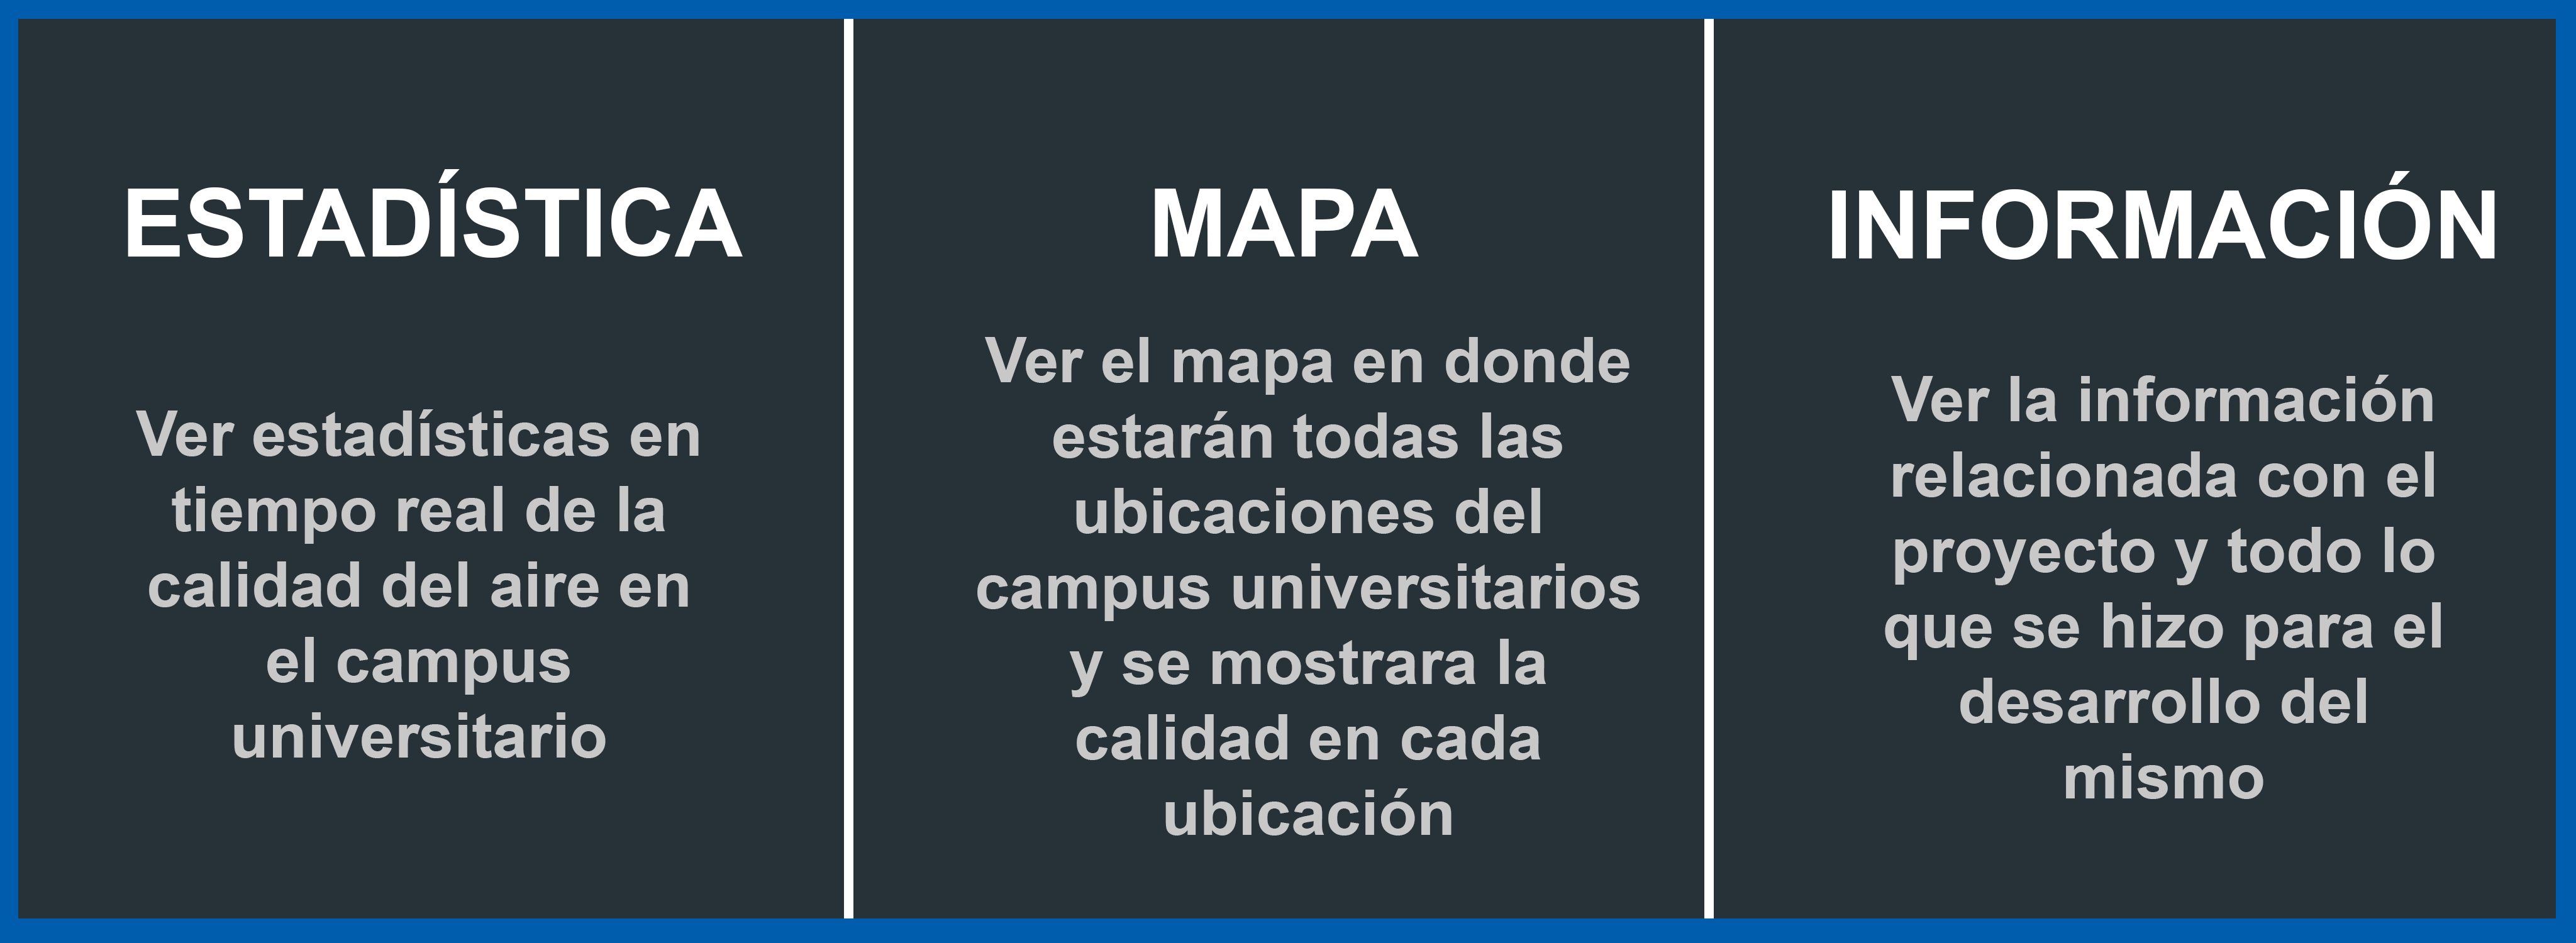 ESTADÍSTICA
Ver estadísticas en
tiempo real de la
calidad del aire en
el campus
universitario
MAPA
Ver el mapa en donde
estarán todas las
ubicaciones del
campus universitarios
y se mostrara la
calidad en cada
ubicación
INFORMACIÓN
Ver la información
relacionada con el
proyecto y todo lo
que se hizo para el
desarrollo del
mismo